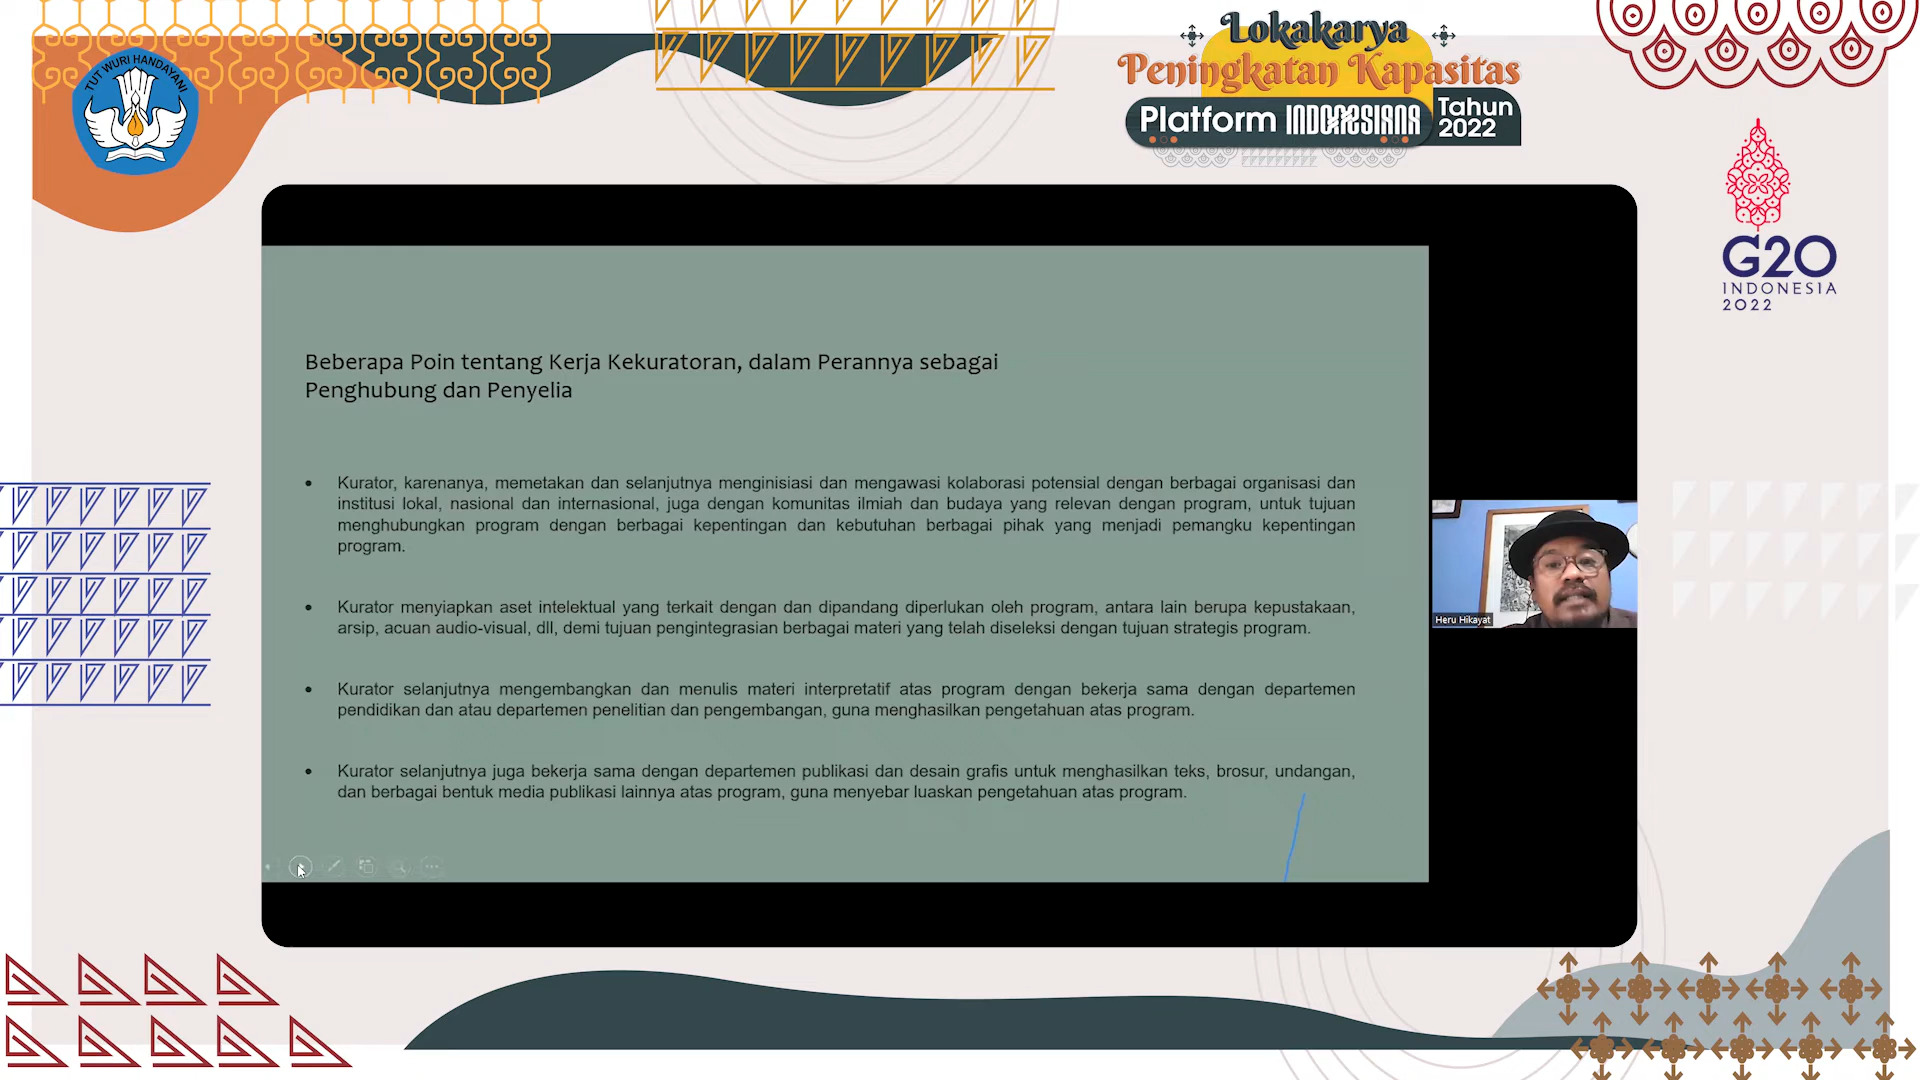 TUT WURI HANDAYANI
Lokakarya
Peningkatan Kapasitas
Platform INDONESIANA Tahun
2022
G20
INDONESIA
2022
Beberapa Poin tentang Kerja Kekuratoran, dalam Perannya sebagai
Penghubung dan Penyelia
• Kurator, karenanya, memetakan dan selanjutnya menginisiasi dan mengawasi kolaborasi potensial dengan berbagai organisasi dan
institusi lokal, nasional dan internasional, juga dengan komunitas ilmiah dan budaya yang relevan dengan program, untuk tujuan
menghubungkan program dengan berbagai kepentingan dan kebutuhan berbagai pihak yang menjadi pemangku kepentingan
program.
• Kurator menyiapkan aset intelektual yang terkait dengan dan dipandang diperlukan oleh program, antara lain berupa kepustakaan,
arsip, acuan audio-visual, dll, demi tujuan pengintegrasian berbagai materi yang telah diseleksi dengan tujuan strategis program.
• Kurator selanjutnya mengembangkan dan menulis materi interpretatif atas program dengan bekerja sama dengan departemen
pendidikan dan atau departemen penelitian dan pengembangan, guna menghasilkan pengetahuan atas program.
• Kurator selanjutnya juga bekerja sama dengan departemen publikasi dan desain grafis untuk menghasilkan teks, brosur, undangan,
dan berbagai bentuk media publikasi lainnya atas program, guna menyebar luaskan pengetahuan atas program.
Heru Hikayat